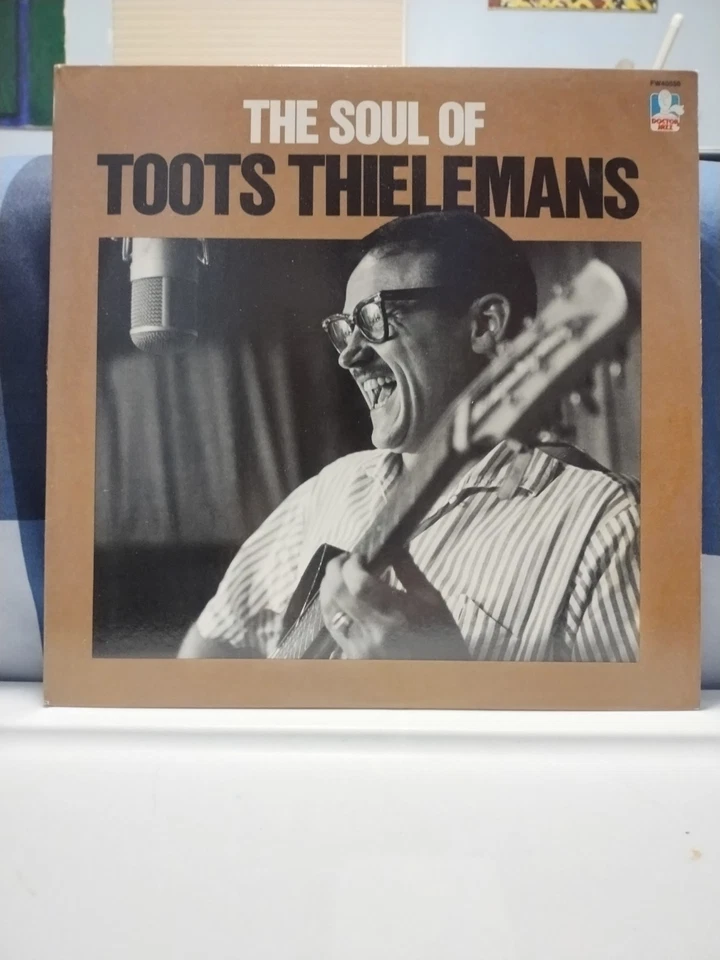 THE SOUL OF
TOOTS THIELEMANS
DOCTOR
JAZZ